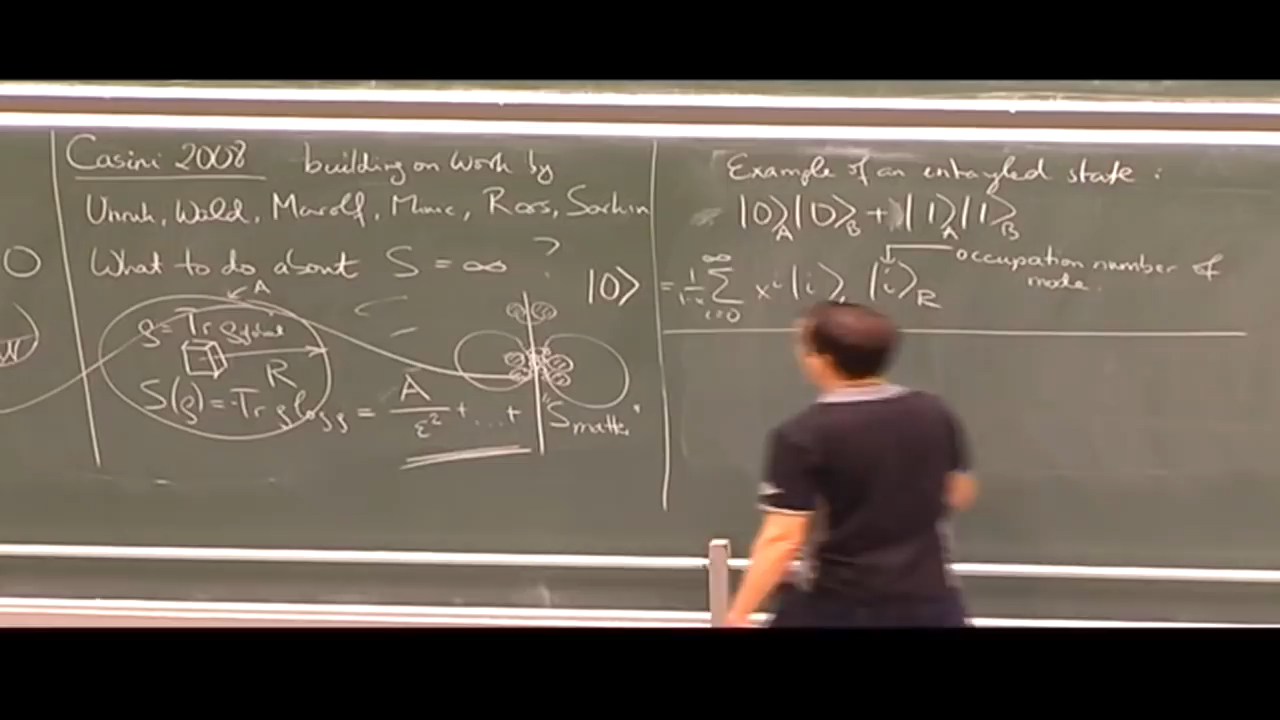 Casini 2008 building on work by
Unruh, Wald, Marolf, Minic, Ross, Sorkin
What to do about S = ∞ ?
A
ρ = Tr ρglobal
R
S(ρ) = -Tr ρ log ρ = A/ε² + ... + "Smatter"
Example of an entangled state :
|0⟩A |0⟩B + |1⟩A |1⟩B
occupation number of
mode.
|0⟩ = 1/1-x ∑ i=0 ∞ xⁱ |i⟩ |i⟩R